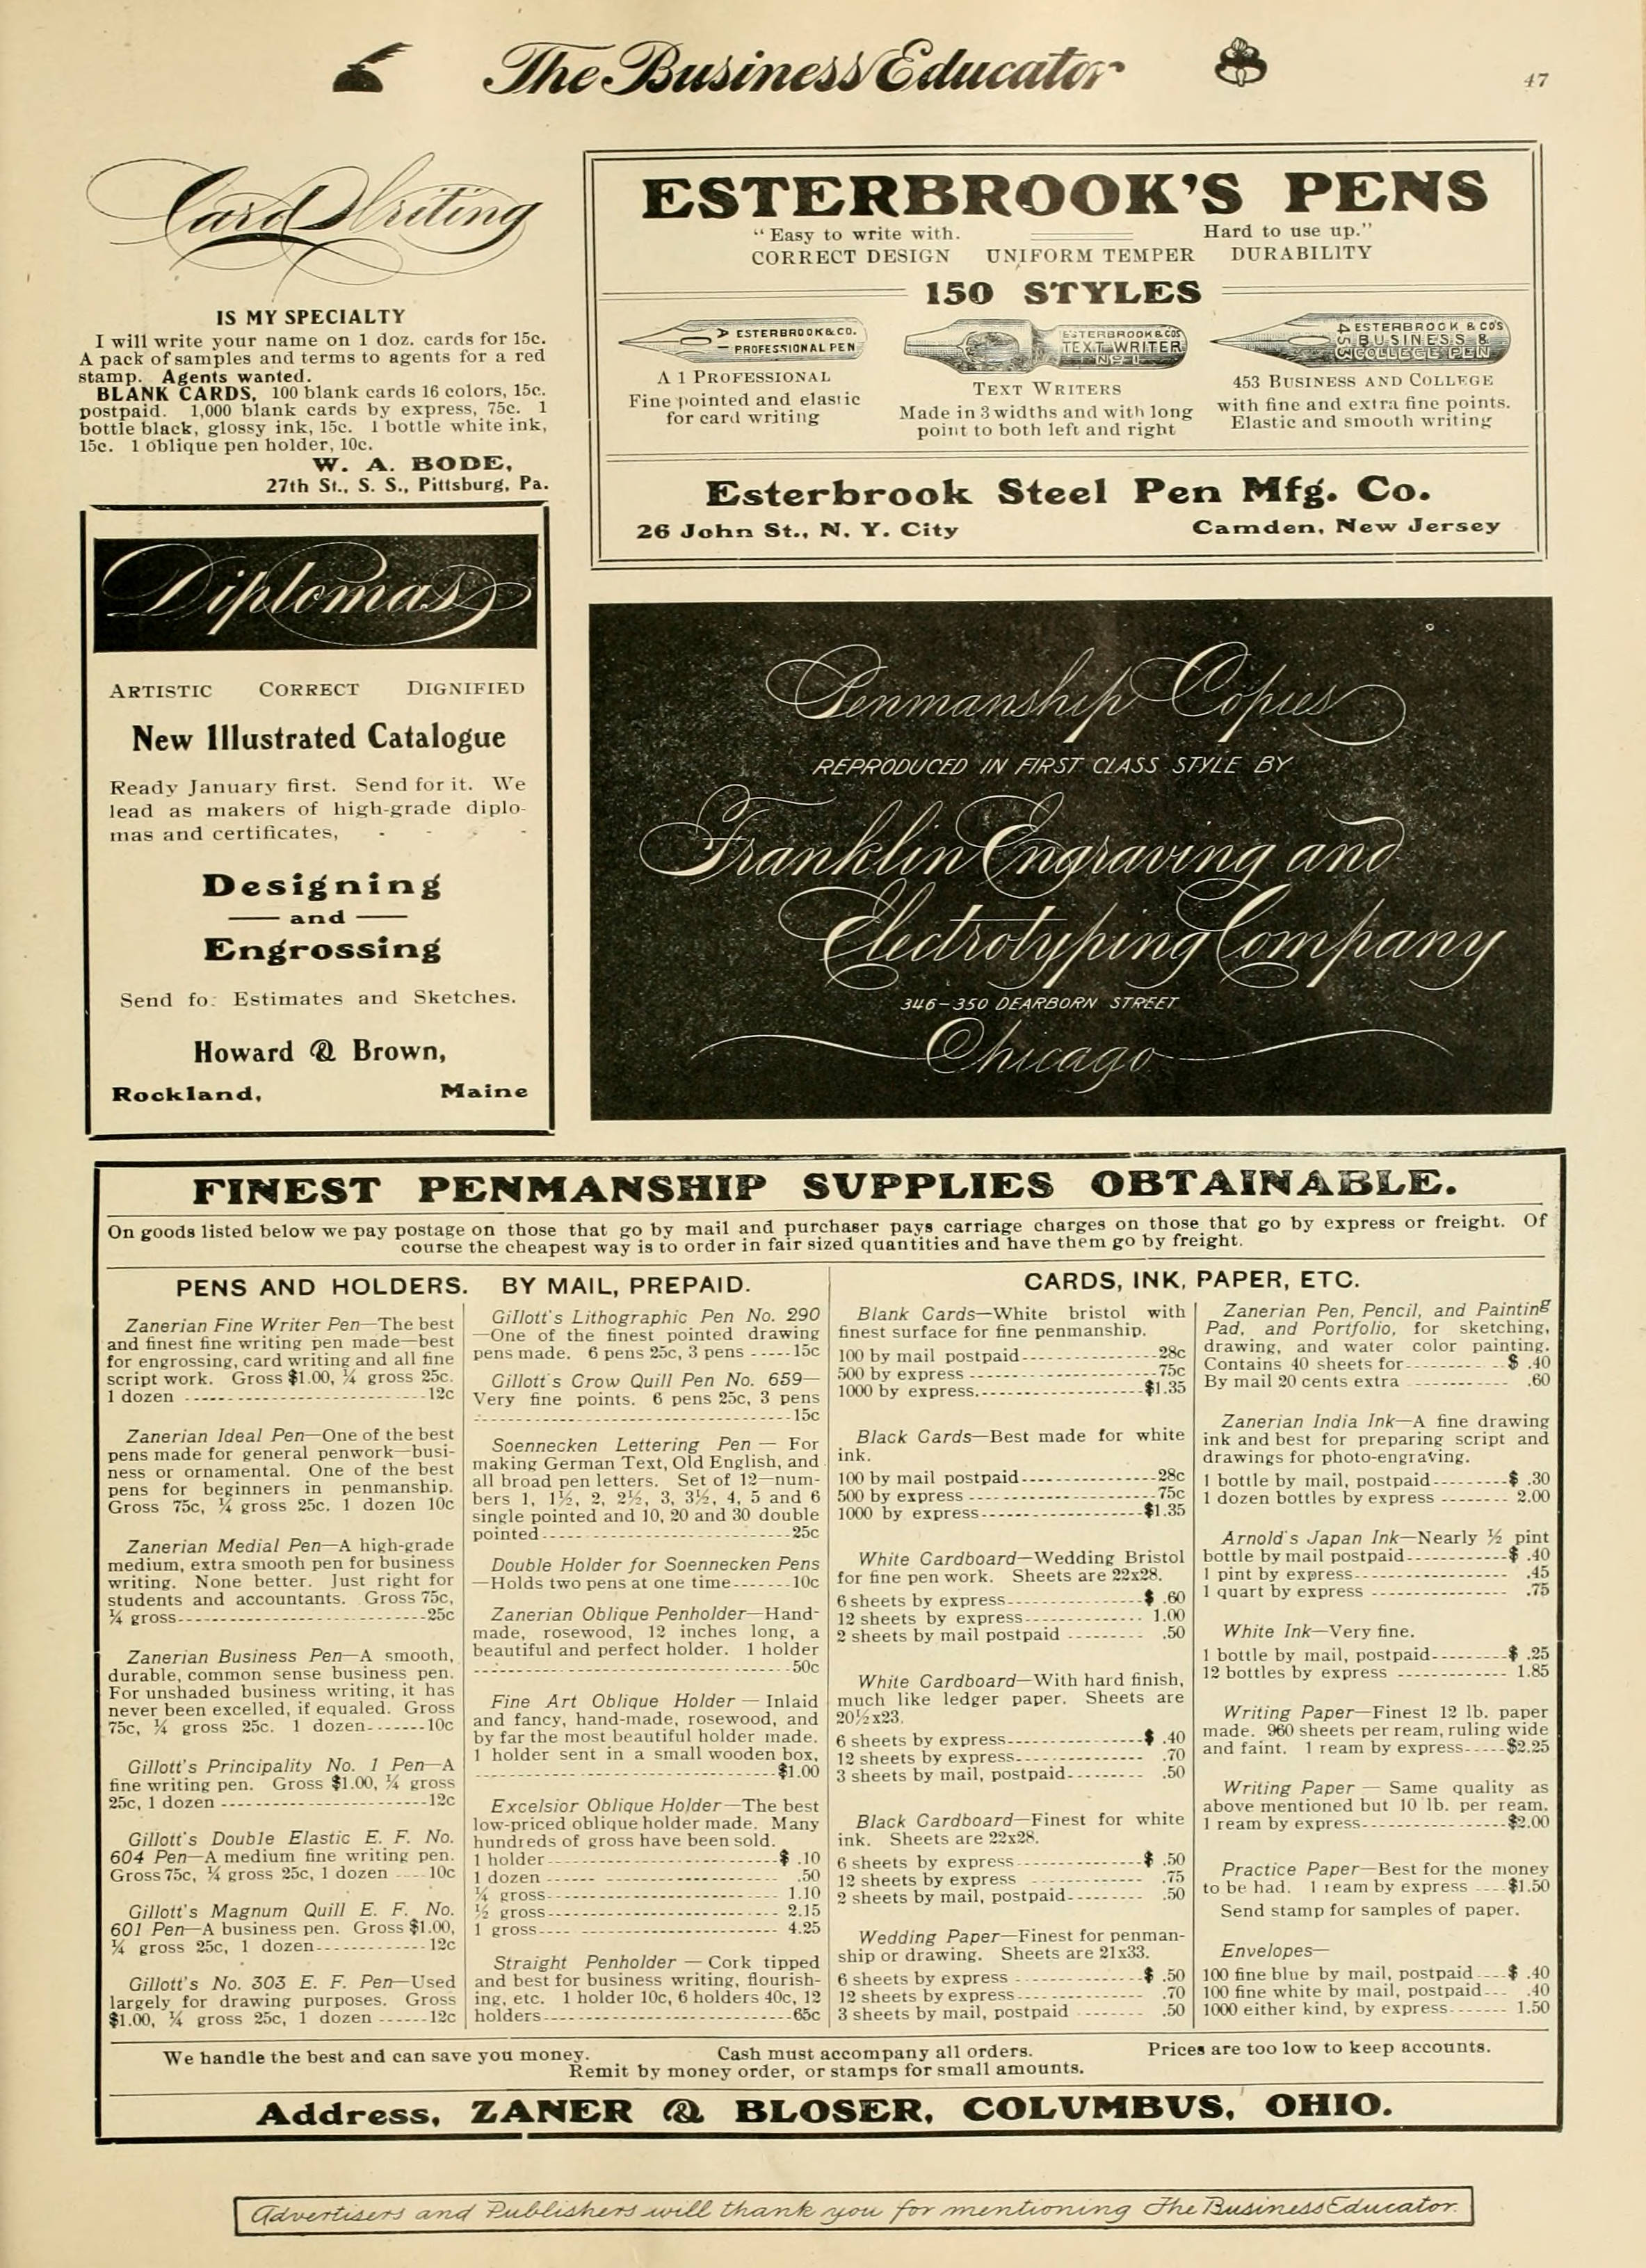 The Business Educator
47
Card Writing
IS MY SPECIALTY
I will write your name on 1 doz. cards for 15c.
A pack of samples and terms to agents for a red
stamp. Agents wanted.
BLANK CARDS, 100 blank cards 16 colors, 15c.
postpaid. 1,000 blank cards by express, 75c. 1
bottle black, glossy ink, 15c. 1 bottle white ink,
15c. 1 oblique pen holder, 10c.
W. A. BODE,
27th St., S. S., Pittsburg, Pa.
ESTERBROOK'S PENS
“Easy to write with. Hard to use up.”
CORRECT DESIGN UNIFORM TEMPER DURABILITY
150 STYLES
ESTERBROOK & CO.
PROFESSIONAL PEN
A 1 PROFESSIONAL
Fine pointed and elastic
for card writing
ESTERBROOK & COS
TEXT WRITER
No 1
TEXT WRITERS
Made in 3 widths and with long
point to both left and right
453
ESTERBROOK & CO'S
BUSINESS &
COLLEGE PEN
453 BUSINESS AND COLLEGE
with fine and extra fine points.
Elastic and smooth writing
Esterbrook Steel Pen Mfg. Co.
26 John St., N. Y. City Camden, New Jersey
Diplomas
ARTISTIC CORRECT DIGNIFIED
New Illustrated Catalogue
Ready January first. Send for it. We
lead as makers of high-grade diplo-
mas and certificates, - - -
Designing
and
Engrossing
Send for Estimates and Sketches.
Howard & Brown,
Rockland, Maine
Penmanship Copies
REPRODUCED IN FIRST CLASS STYLE BY
Franklin Engraving and
Electrotyping Company
346-350 DEARBORN STREET
Chicago
FINEST PENMANSHIP SUPPLIES OBTAINABLE.
On goods listed below we pay postage on those that go by mail and purchaser pays carriage charges on those that go by express or freight. Of
course the cheapest way is to order in fair sized quantities and have them go by freight.
PENS AND HOLDERS. BY MAIL, PREPAID.
Zanerian Fine Writer Pen—The best
and finest fine writing pen made—best
for engrossing, card writing and all fine
script work. Gross $1.00, ¼ gross 25c.
1 dozen ---- 12c
Zanerian Ideal Pen—One of the best
pens made for general penwork—busi-
ness or ornamental. One of the best
pens for beginners in penmanship.
Gross 75c, ¼ gross 25c. 1 dozen 10c
Zanerian Medial Pen—A high-grade
medium, extra smooth pen for business
writing. None better. Just right for
students and accountants. Gross 75c,
¼ gross ---- 25c
Zanerian Business Pen—A smooth,
durable, common sense business pen.
For unshaded business writing, it has
never been excelled, if equaled. Gross
75c, ¼ gross 25c. 1 dozen ---- 10c
Gillott's Principality No. 1 Pen—A
fine writing pen. Gross $1.00, ¼ gross
25c, 1 dozen ---- 12c
Gillott's Double Elastic E. F. No.
604 Pen—A medium fine writing pen.
Gross 75c, ¼ gross 25c, 1 dozen ---- 10c
Gillott's Magnum Quill E. F. No.
601 Pen—A business pen. Gross $1.00,
¼ gross 25c, 1 dozen ---- 12c
Gillott's No. 303 E. F. Pen—Used
largely for drawing purposes. Gross
$1.00, ¼ gross 25c, 1 dozen ---- 12c
Gillott's Lithographic Pen No. 290
—One of the finest pointed drawing
pens made. 6 pens 25c, 3 pens ---- 15c
Gillott's Crow Quill Pen No. 659—
Very fine points. 6 pens 25c, 3 pens
---- 15c
Soennecken Lettering Pen — For
making German Text, Old English, and
all broad pen letters. Set of 12—num-
bers 1, 1½, 2, 2½, 3, 3½, 4, 5 and 6
single pointed and 10, 20 and 30 double
pointed ---- 25c
Double Holder for Soennecken Pens
—Holds two pens at one time ---- 10c
Zanerian Oblique Penholder—Hand-
made, rosewood, 12 inches long, a
beautiful and perfect holder. 1 holder
---- 50c
Fine Art Oblique Holder — Inlaid
and fancy, hand-made, rosewood, and
by far the most beautiful holder made.
1 holder sent in a small wooden box,
---- $1.00
Excelsior Oblique Holder—The best
low-priced oblique holder made. Many
hundreds of gross have been sold.
1 holder ---- $ .10
1 dozen ---- .50
¼ gross ---- 1.10
½ gross ---- 2.15
1 gross ---- 4.25
Straight Penholder — Cork tipped
and best for business writing, flourish-
ing, etc. 1 holder 10c, 6 holders 40c, 12
holders ---- 65c
CARDS, INK, PAPER, ETC.
Blank Cards—White bristol with
finest surface for fine penmanship.
100 by mail postpaid ---- 28c
500 by express ---- 75c
1000 by express. ---- $1.35
Black Cards—Best made for white
ink.
100 by mail postpaid ---- 28c
500 by express ---- 75c
1000 by express ---- $1.35
White Cardboard—Wedding Bristol
for fine pen work. Sheets are 22x28.
6 sheets by express ---- $ .60
12 sheets by express ---- 1.00
2 sheets by mail postpaid ---- .50
White Cardboard—With hard finish,
much like ledger paper. Sheets are
20½x23.
6 sheets by express ---- $ .40
12 sheets by express ---- .70
3 sheets by mail, postpaid ---- .50
Black Cardboard—Finest for white
ink. Sheets are 22x28.
6 sheets by express ---- $ .50
12 sheets by express ---- .75
2 sheets by mail, postpaid ---- .50
Wedding Paper—Finest for penman-
ship or drawing. Sheets are 21x33.
6 sheets by express ---- $ .50
12 sheets by express ---- .70
3 sheets by mail, postpaid ---- .50
Zanerian Pen, Pencil, and Painting
Pad, and Portfolio, for sketching,
drawing, and water color painting.
Contains 40 sheets for ---- $ .40
By mail 20 cents extra ---- .60
Zanerian India Ink—A fine drawing
ink and best for preparing script and
drawings for photo-engraving.
1 bottle by mail, postpaid ---- $ .30
1 dozen bottles by express ---- 2.00
Arnold's Japan Ink—Nearly ½ pint
bottle by mail postpaid ---- $ .40
1 pint by express ---- .45
1 quart by express ---- .75
White Ink—Very fine.
1 bottle by mail, postpaid ---- $ .25
12 bottles by express ---- 1.85
Writing Paper—Finest 12 lb. paper
made. 960 sheets per ream, ruling wide
and faint. 1 ream by express ---- $2.25
Writing Paper — Same quality as
above mentioned but 10 lb. per ream.
1 ream by express ---- $2.00
Practice Paper—Best for the money
to be had. 1 ream by express ---- $1.50
Send stamp for samples of paper.
Envelopes—
100 fine blue by mail, postpaid ---- $ .40
100 fine white by mail, postpaid --- .40
1000 either kind, by express ---- 1.50
We handle the best and can save you money. Cash must accompany all orders. Prices are too low to keep accounts.
Remit by money order, or stamps for small amounts.
Address, ZANER & BLOSER, COLUMBUS, OHIO.
Advertisers and Publishers will thank you for mentioning The Business Educator.